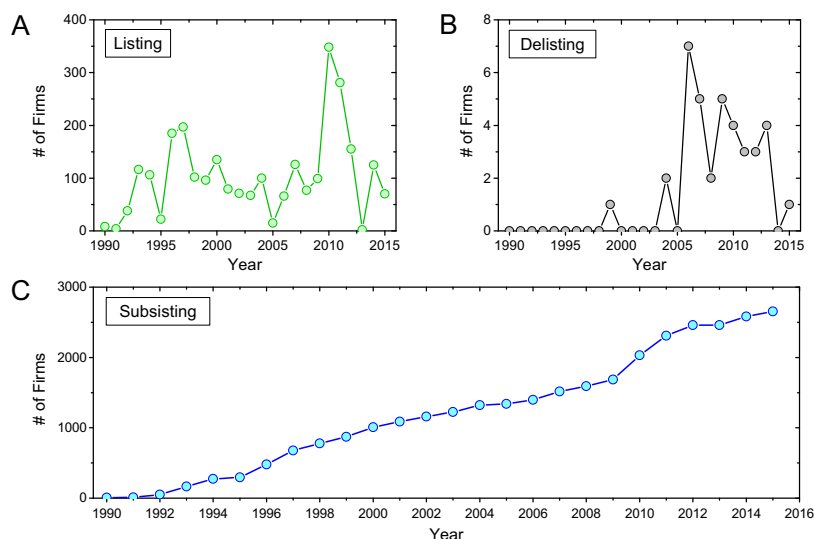 A
Listing
# of Firms
400
300
200
100
0
1990 1995 2000 2005 2010 2015
Year
B
Delisting
# of Firms
8
6
4
2
0
1990 1995 2000 2005 2010 2015
Year
C
Subsisting
# of Firms
3000
2000
1000
0
1990 1992 1994 1996 1998 2000 2002 2004 2006 2008 2010 2012 2014 2016
Year